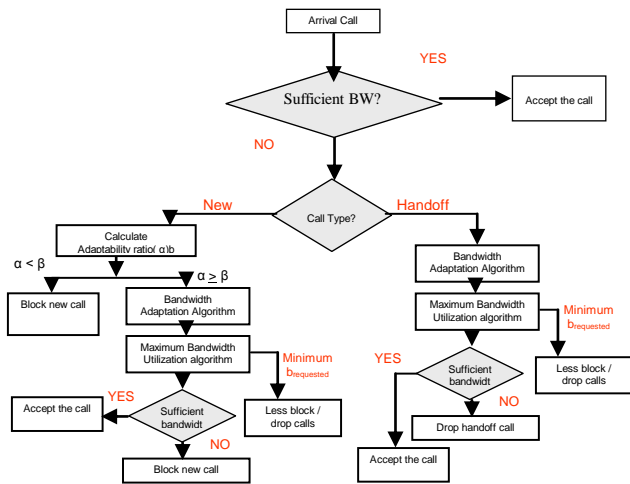 Arrival Call
YES
Sufficient BW?
Accept the call
NO
New
Handoff
Call Type?
Calculate
Adaptability ratio( α)b
α < β
α ≥ β
Block new call
Bandwidth
Adaptation Algorithm
Maximum Bandwidth
Utilization algorithm
Minimum
brequested
YES
Accept the call
Sufficient
bandwidt
Less block /
drop calls
NO
Block new call
Bandwidth
Adaptation Algorithm
Maximum Bandwidth
Utilization algorithm
Minimum
brequested
YES
Sufficient
bandwidt
Less block /
drop calls
NO
Drop handoff call
Accept the call